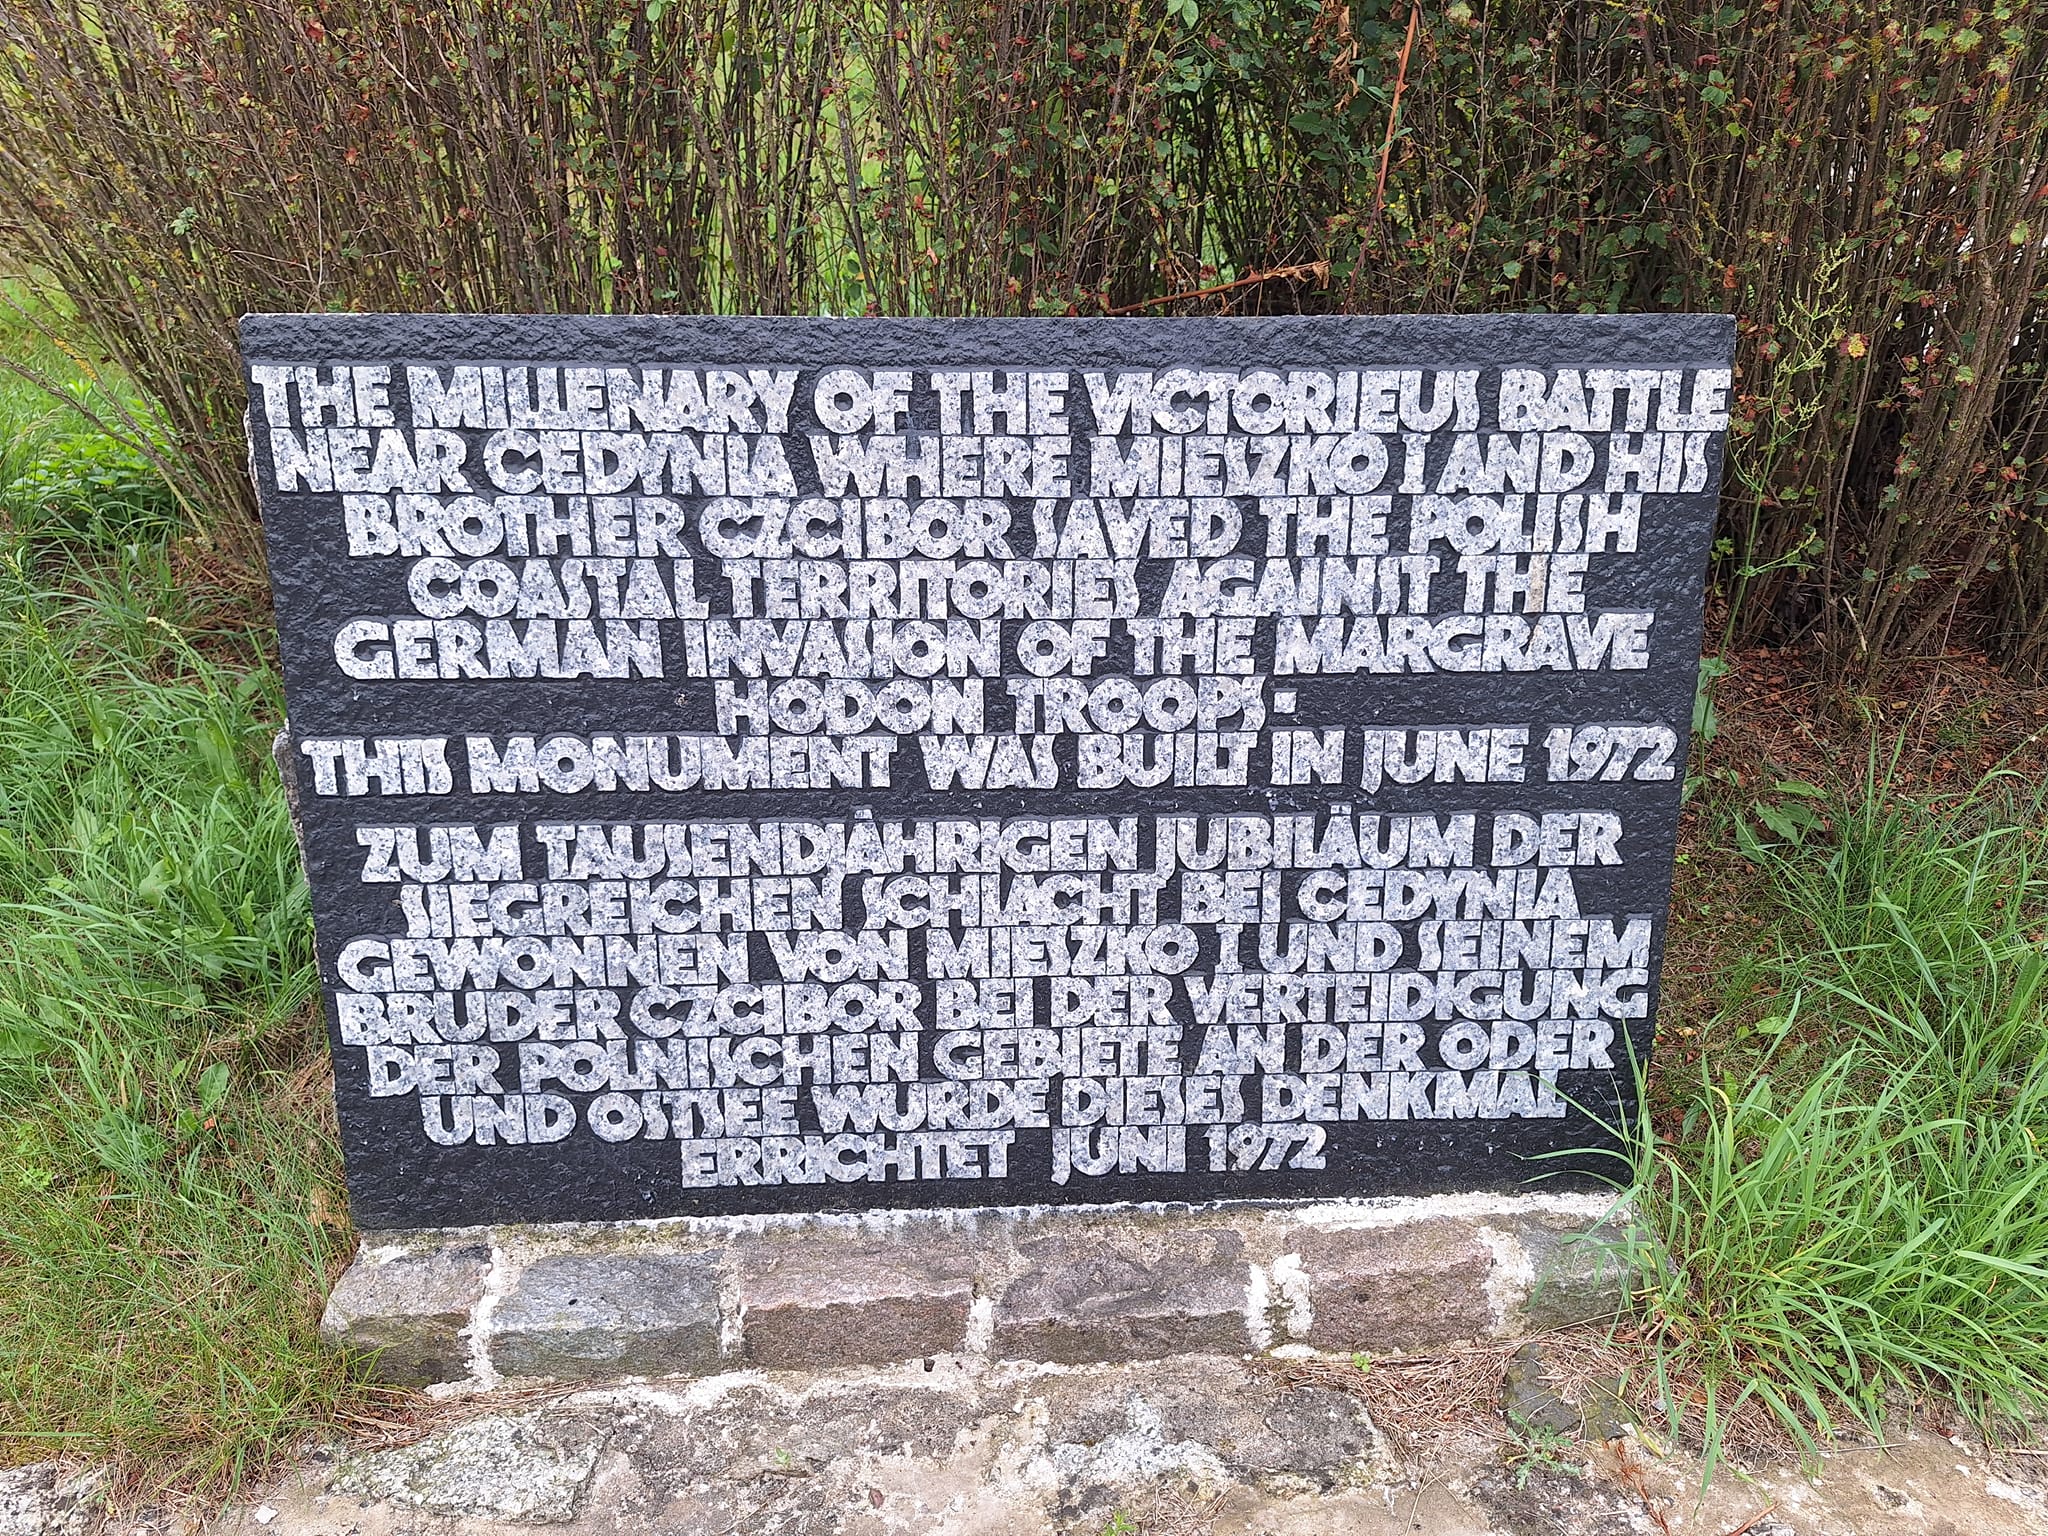 THE MILLENARY OF THE VICTORIEUS BATTLE
NEAR CEDYNIA WHERE MIESZKO I AND HIS
BROTHER CZCIBOR SAVED THE POLISH
COASTAL TERRITORIES AGAINST THE
GERMAN INVASION OF THE MARGRAVE
HODON TROOPS.
THIS MONUMENT WAS BUILT IN JUNE 1972
ZUM TAUSENDJÄHRIGEN JUBILÄUM DER
SIEGREICHEN SCHLACHT BEI CEDYNIA
GEWONNEN VON MIESZKO I UND SEINEM
BRUDER CZCIBOR BEI DER VERTEIDIGUNG
DER POLNISCHEN GEBIETE AN DER ODER
UND OSTSEE WURDE DIESES DENKMAL
ERRICHTET JUNI 1972